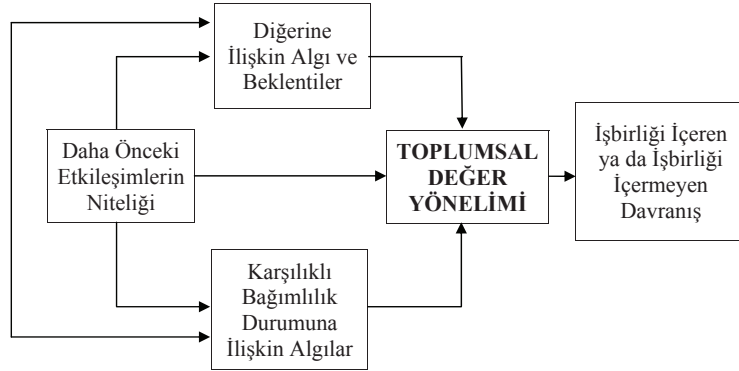 Diğerine
İlişkin Algı ve
Beklentiler
Daha Önceki
Etkileşimlerin
Niteliği
TOPLUMSAL
DEĞER
YÖNELİMİ
İşbirliği İçeren
ya da İşbirliği
İçermeyen
Davranış
Karşılıklı
Bağımlılık
Durumuna
İlişkin Algılar